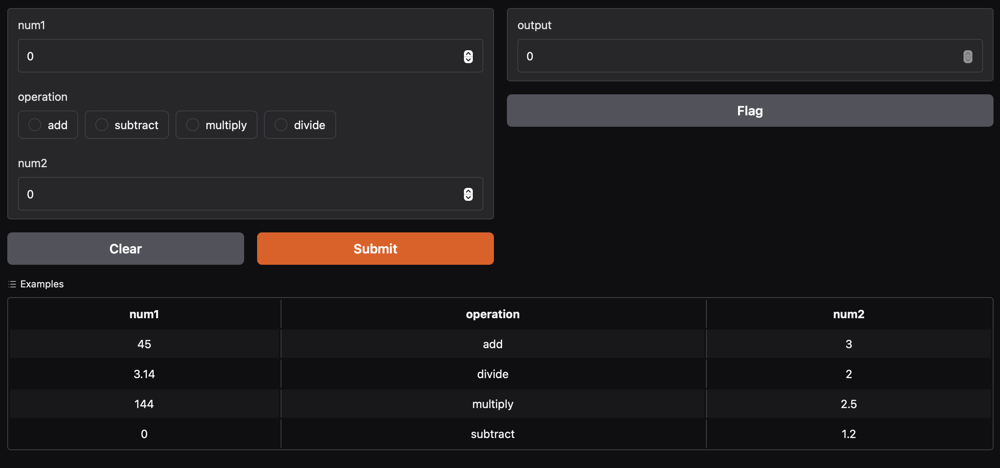 num1
0
operation
add subtract multiply divide
num2
0
Clear Submit
output
0
Flag
Examples
num1 operation num2
45 add 3
3.14 divide 2
144 multiply 2.5
0 subtract 1.2